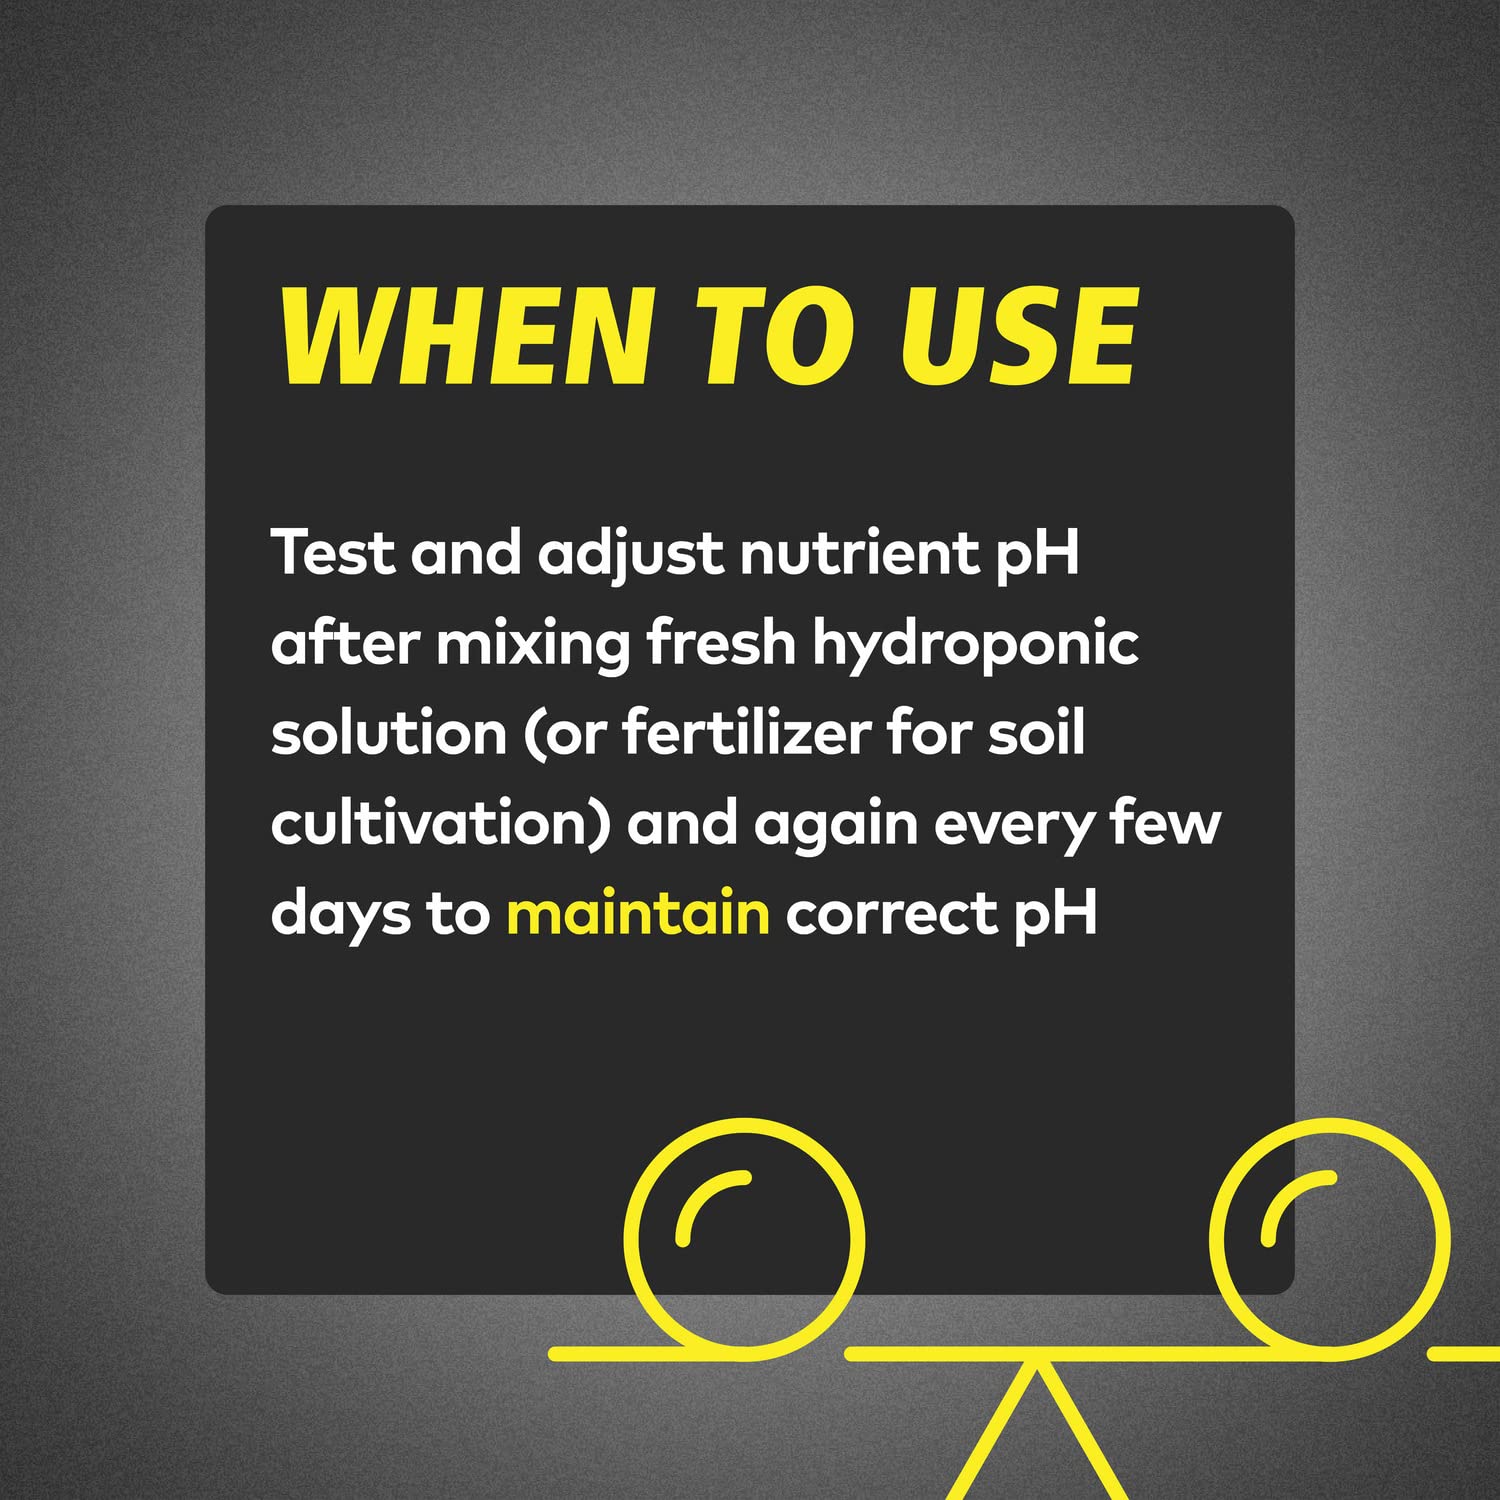 WHEN TO USE
Test and adjust nutrient pH
after mixing fresh hydroponic
solution (or fertilizer for soil
cultivation) and again every few
days to maintain correct pH